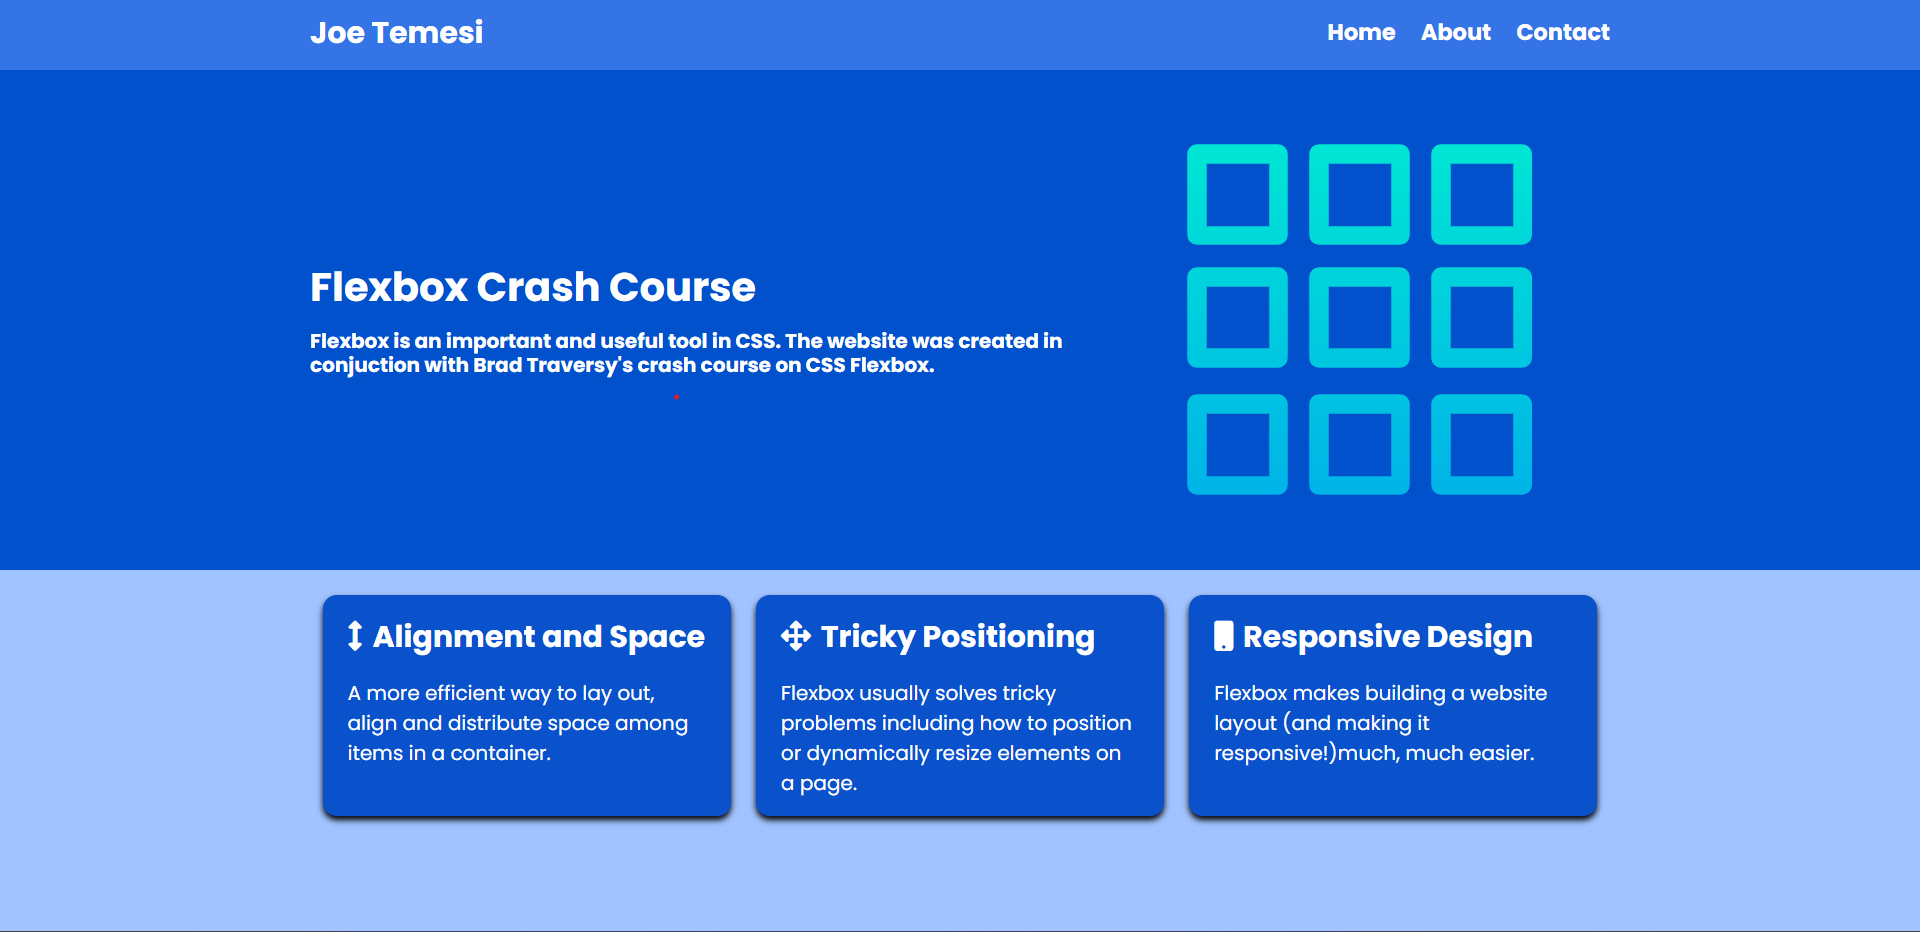 Joe Temesi
Home About Contact
Flexbox Crash Course
Flexbox is an important and useful tool in CSS. The website was created in
conjuction with Brad Traversy's crash course on CSS Flexbox.
Alignment and Space
A more efficient way to lay out,
align and distribute space among
items in a container.
Tricky Positioning
Flexbox usually solves tricky
problems including how to position
or dynamically resize elements on
a page.
Responsive Design
Flexbox makes building a website
layout (and making it
responsive!)much, much easier.